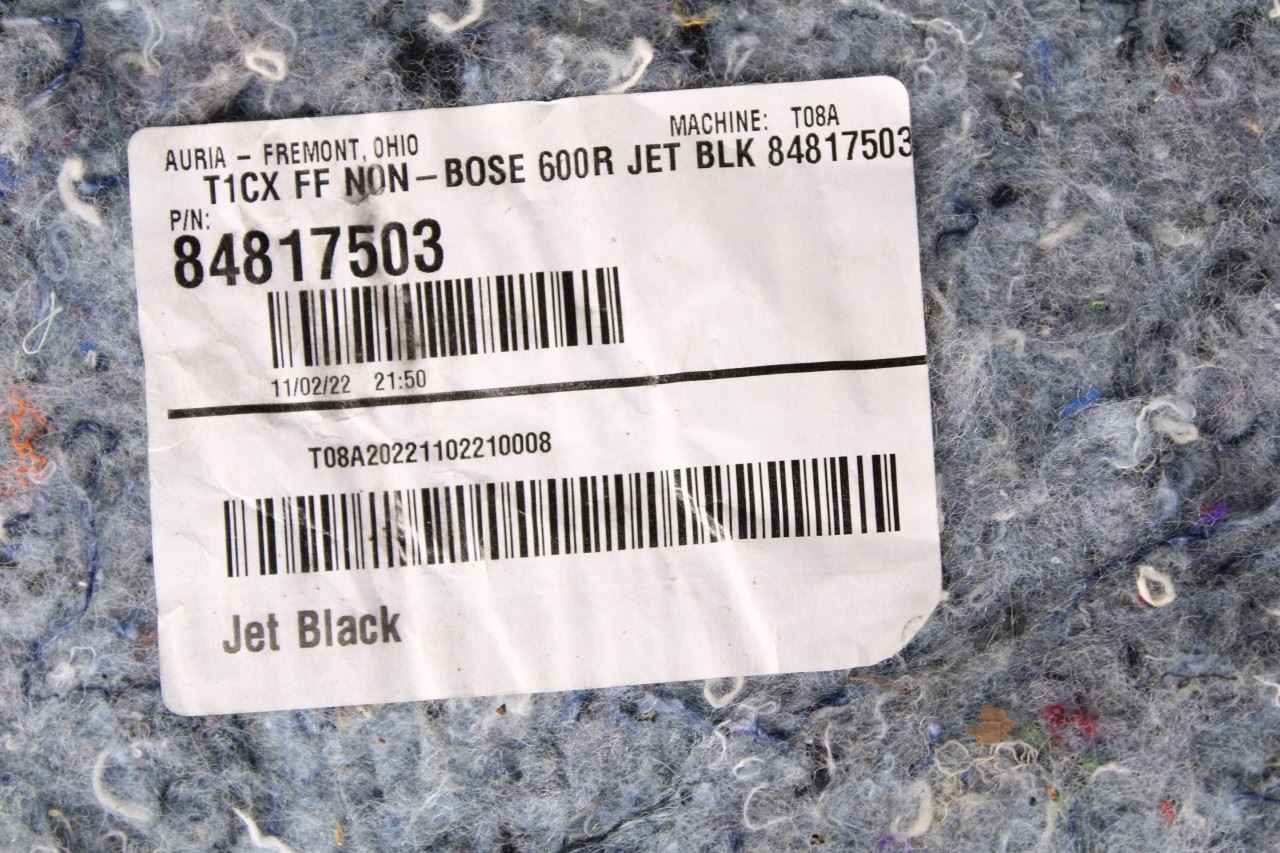 AURIA - FREMONT, OHIO MACHINE: T08A
T1CX FF NON-BOSE 600R JET BLK 84817503
P/N:
84817503
11/02/22 21:50
T08A20221102210008
Jet Black